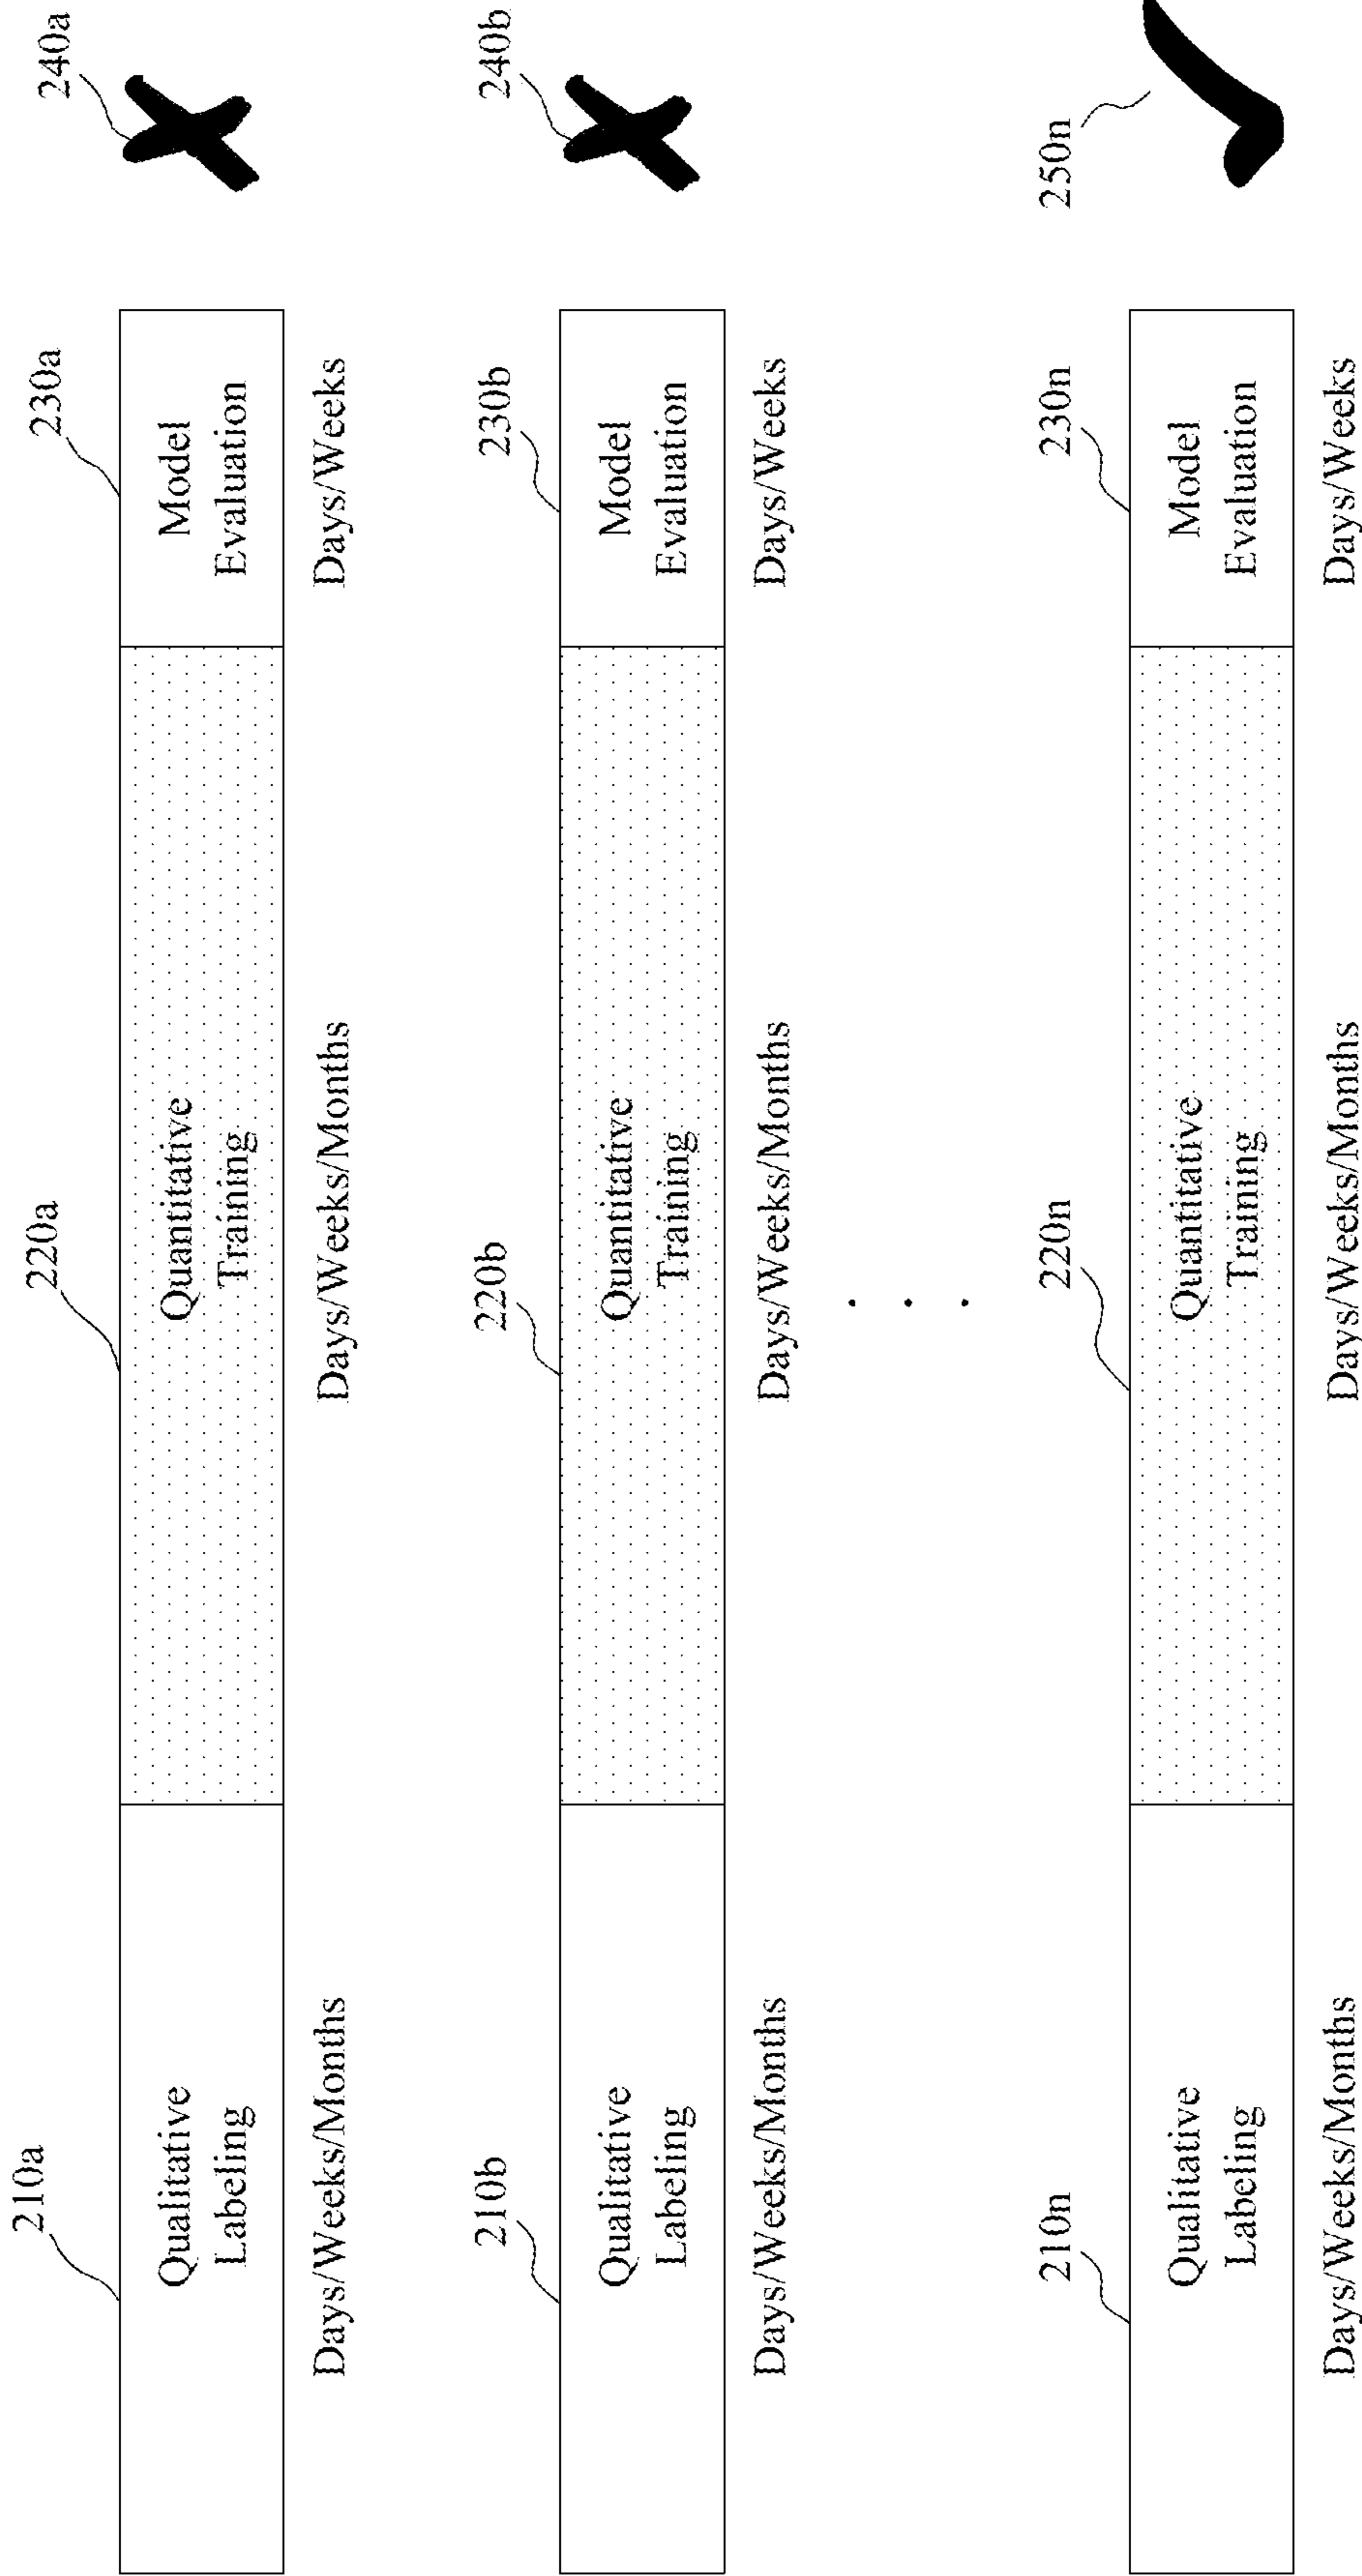 210a
220a
230a
240a
Qualitative
Labeling
Quantitative
Training
Model
Evaluation
Days/Weeks/Months
Days/Weeks/Months
Days/Weeks
210b
220b
230b
240b
Qualitative
Labeling
Quantitative
Training
Model
Evaluation
Days/Weeks/Months
Days/Weeks/Months
Days/Weeks
210n
220n
230n
250n
Qualitative
Labeling
Quantitative
Training
Model
Evaluation
Days/Weeks/Months
Days/Weeks/Months
Days/Weeks